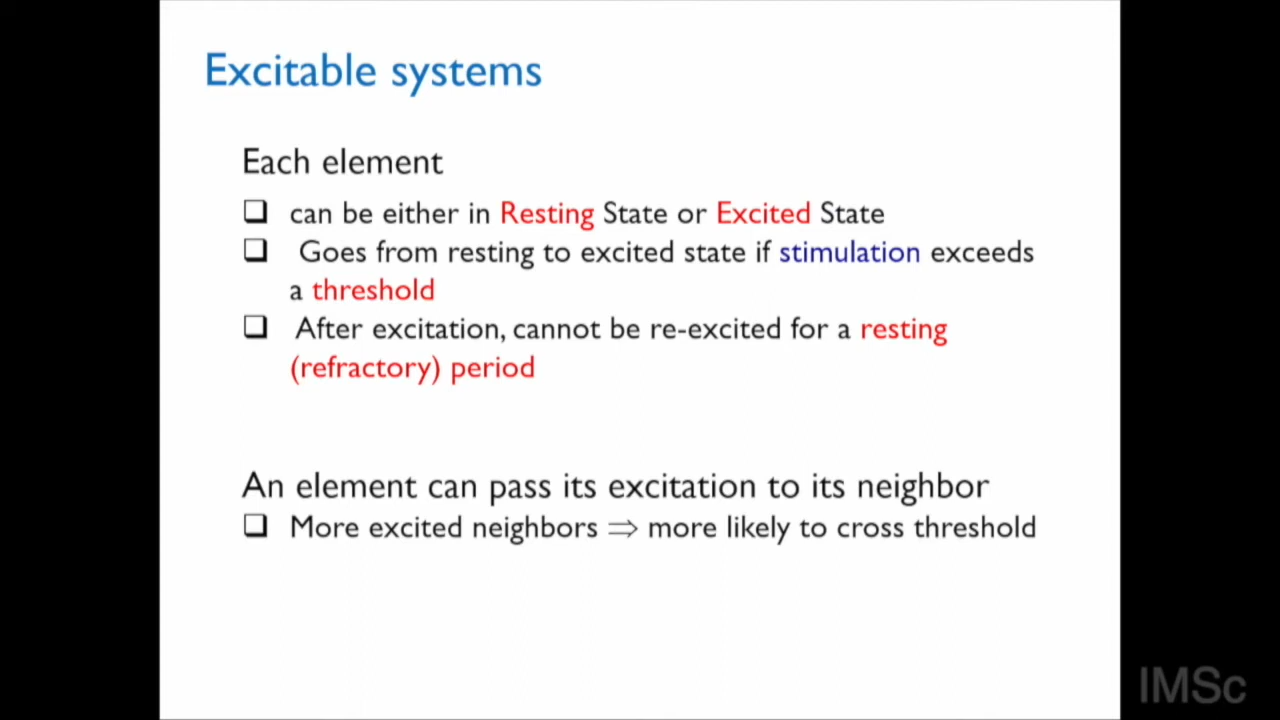 Excitable systems
Each element
❑ can be either in Resting State or Excited State
❑ Goes from resting to excited state if stimulation exceeds
a threshold
❑ After excitation, cannot be re-excited for a resting
(refractory) period
An element can pass its excitation to its neighbor
❑ More excited neighbors ⇒ more likely to cross threshold
IMSc